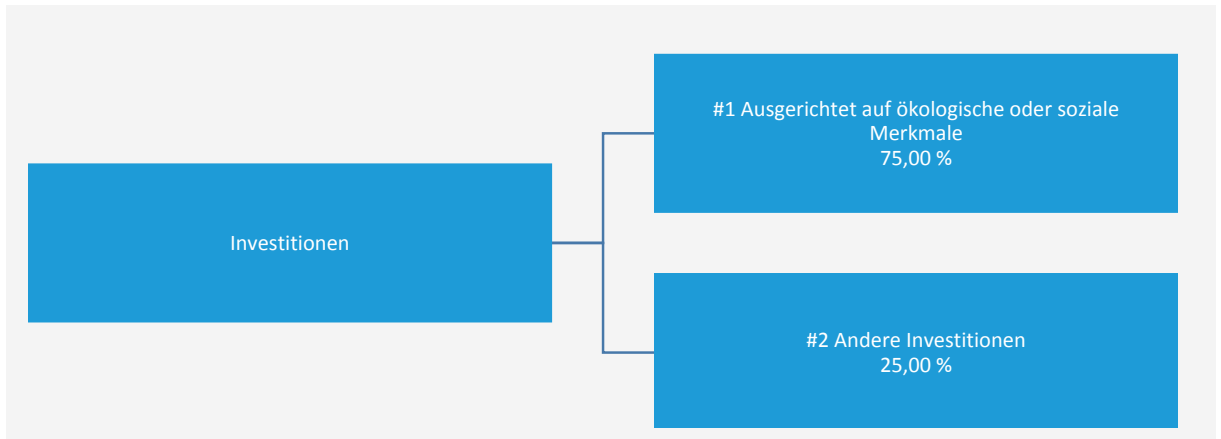 #1 Ausgerichtet auf ökologische oder soziale
Merkmale
75,00 %
Investitionen
#2 Andere Investitionen
25,00 %